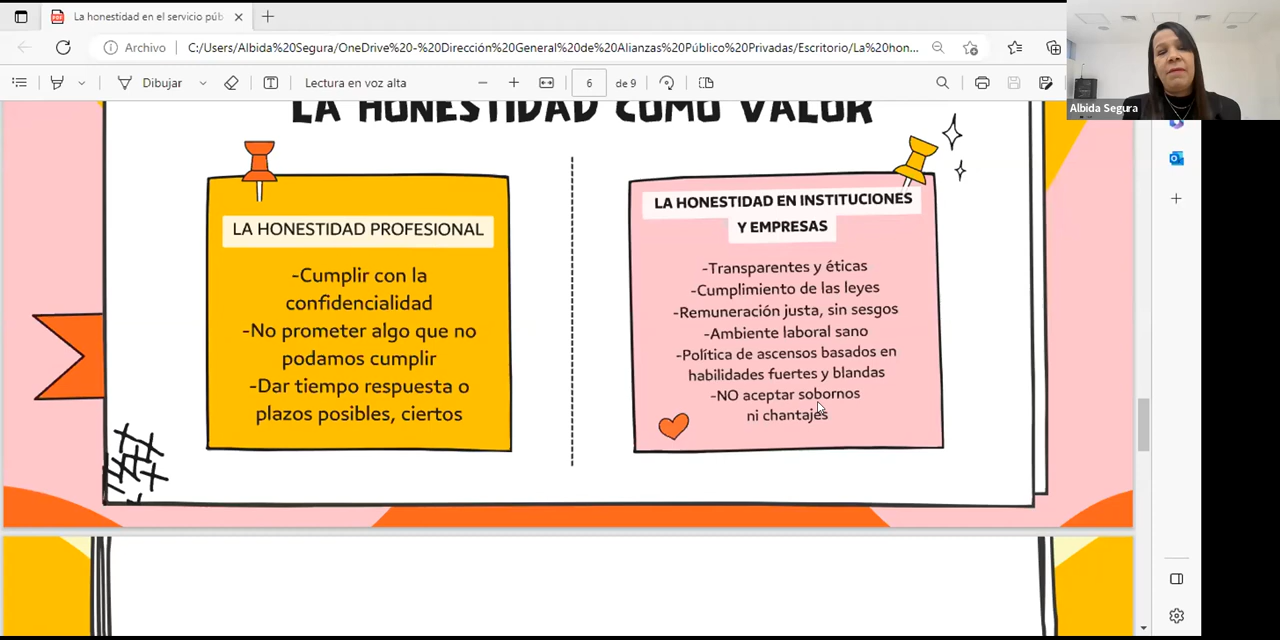 La honestidad en el servicio púb
Archivo
C:/Users/Albida%20Segura/OneDrive%20-%20Dirección%20General%20de%20Alianzas%20Público%20Privadas/Escritorio/La%20hon...
Dibujar
Lectura en voz alta
6
de 9
Albida Segura
LA HONESTIDAD COMO VALOR
LA HONESTIDAD PROFESIONAL
-Cumplir con la
confidencialidad
-No prometer algo que no
podamos cumplir
-Dar tiempo respuesta o
plazos posibles, ciertos
LA HONESTIDAD EN INSTITUCIONES
Y EMPRESAS
-Transparentes y éticas
-Cumplimiento de las leyes
-Remuneración justa, sin sesgos
-Ambiente laboral sano
-Política de ascensos basados en
habilidades fuertes y blandas
-NO aceptar sobornos
ni chantajes